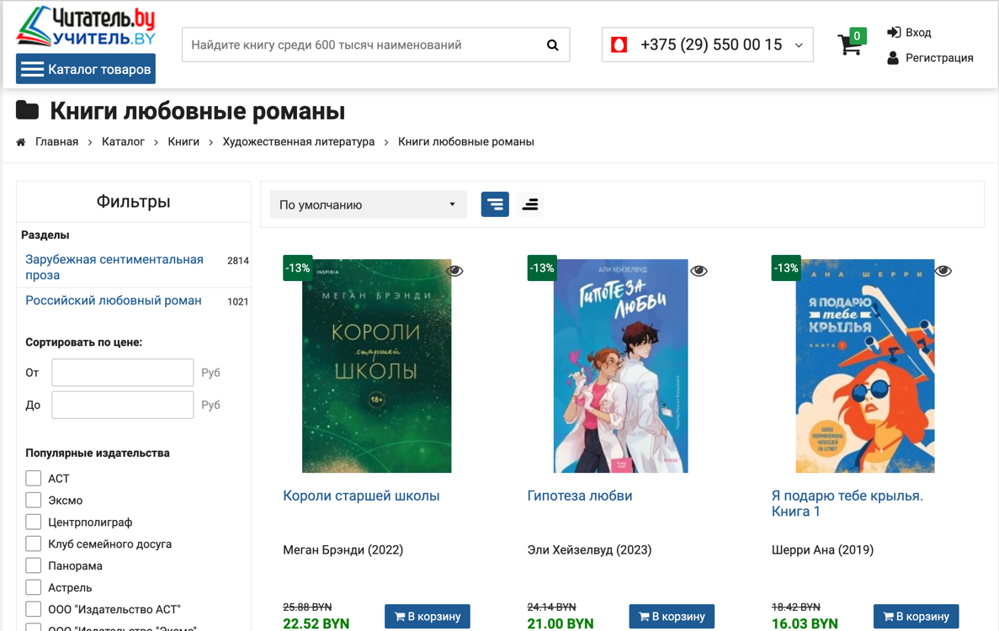 Читатель.by
УЧИТЕЛЬ.BY
Каталог товаров
Найдите книгу среди 600 тысяч наименований
+375 (29) 550 00 15
0
Вход
Регистрация
Книги любовные романы
Главная > Каталог > Книги > Художественная литература > Книги любовные романы
Фильтры
Разделы
Зарубежная сентиментальная
проза
2814
Российский любовный роман
1021
Сортировать по цене:
От
Руб
До
Руб
Популярные издательства
АСТ
Эксмо
Центрполиграф
Клуб семейного досуга
Панорама
Астрель
ООО "Издательство АСТ"
ООО "Издательство "Эксмо"
По умолчанию
-13%
INSPIRIA
МЕГАН БРЭНДИ
КОРОЛИ
старшей
ШКОЛЫ
18+
Короли старшей школы
Меган Брэнди (2022)
25.88 BYN
22.52 BYN
В корзину
-13%
АЛИ ХЕЙЗЕЛВУД
ГИПОТЕЗА
ЛЮБВИ
Гипотеза любви
Эли Хейзелвуд (2023)
24.14 BYN
21.00 BYN
В корзину
-13%
АНА ШЕРРИ
Я ПОДАРЮ
тебе
КРЫЛЬЯ
КНИГА 1
БОЛЕЕ
ПОЛУМИЛЛИОНА
ЧИТАТЕЛЕЙ
НА LITNET
Я подарю тебе крылья.
Книга 1
Шерри Ана (2019)
18.42 BYN
16.03 BYN
В корзину